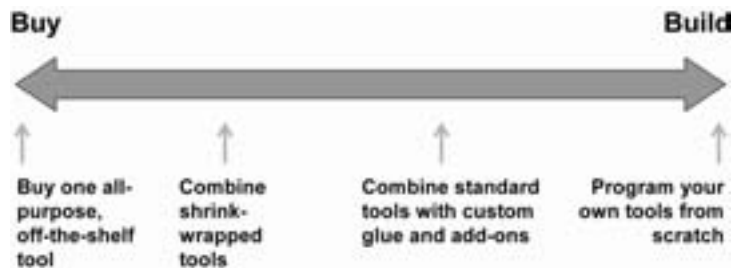 Buy
Build
Buy one all-
purpose,
off-the-shelf
tool
Combine
shrink-
wrapped
tools
Combine standard
tools with custom
glue and add-ons
Program your
own tools from
scratch